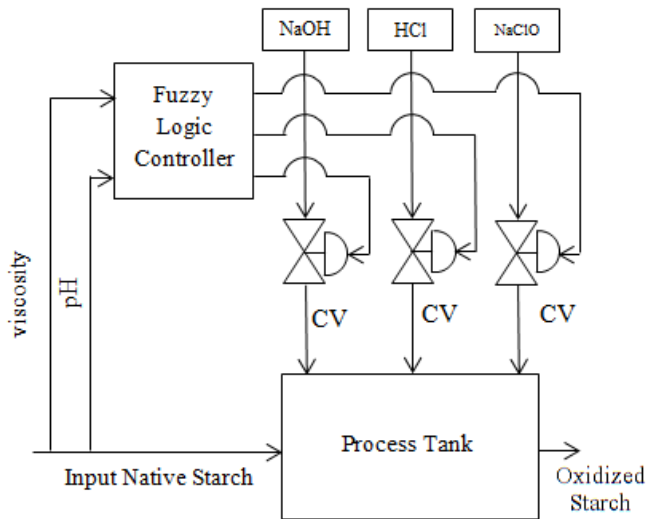 NaOH
HCl
NaClO
Fuzzy
Logic
Controller
viscosity
pH
CV
CV
CV
Process Tank
Input Native Starch
Oxidized
Starch